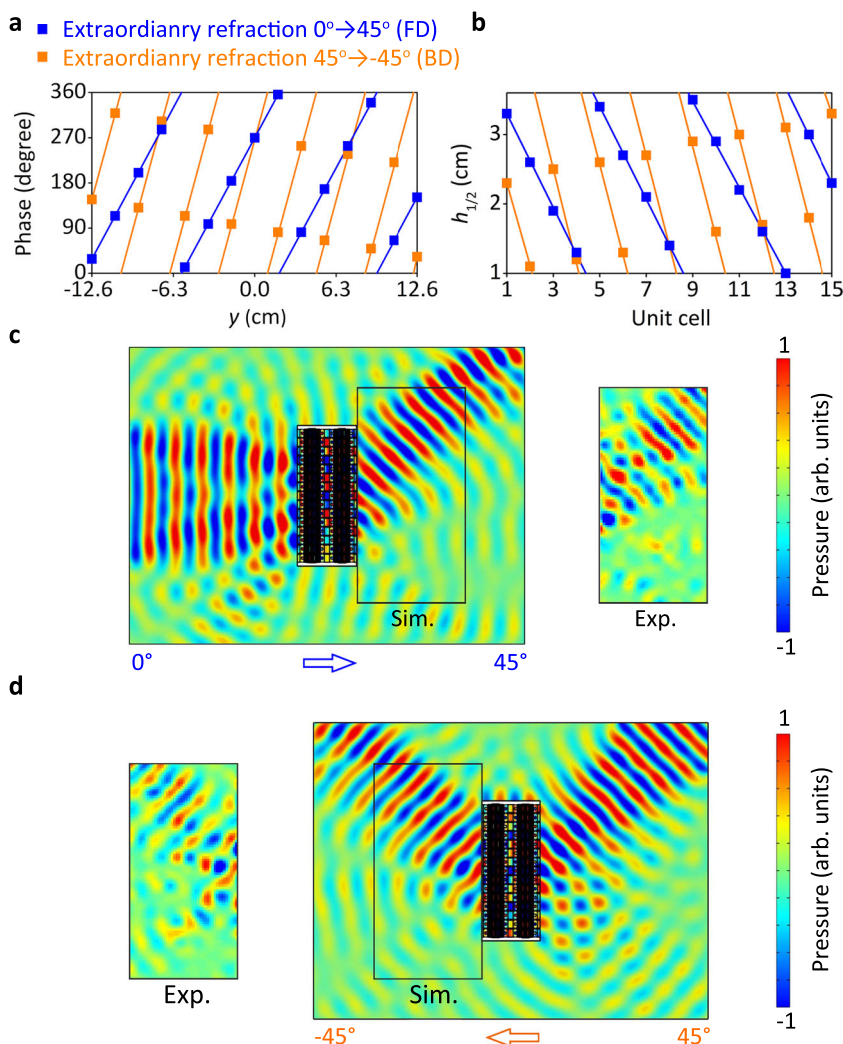 a
Extraordianry refraction 0°→45° (FD)
b
Extraordianry refraction 45°→-45° (BD)
360
270
180
90
0
Phase (degree)
-12.6
-6.3
0.0
6.3
12.6
y (cm)
3
2
1
h1/2 (cm)
1
3
5
7
9
11
13
15
Unit cell
c
Sim.
Exp.
1
-1
Pressure (arb. units)
0°
45°
d
Exp.
Sim.
1
-1
Pressure (arb. units)
-45°
45°